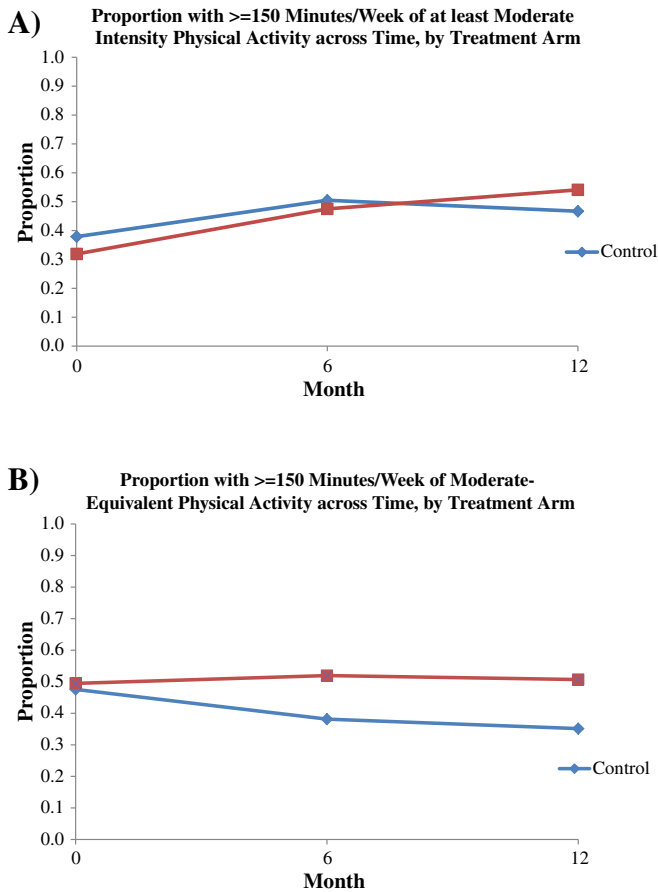 A)
Proportion with >=150 Minutes/Week of at least Moderate
Intensity Physical Activity across Time, by Treatment Arm
1.0
0.9
0.8
0.7
0.6
0.5
0.4
0.3
0.2
0.1
0.0
Proportion
0 6 12
Month
Control
B)
Proportion with >=150 Minutes/Week of Moderate-
Equivalent Physical Activity across Time, by Treatment Arm
1.0
0.9
0.8
0.7
0.6
0.5
0.4
0.3
0.2
0.1
0.0
Proportion
0 6 12
Month
Control